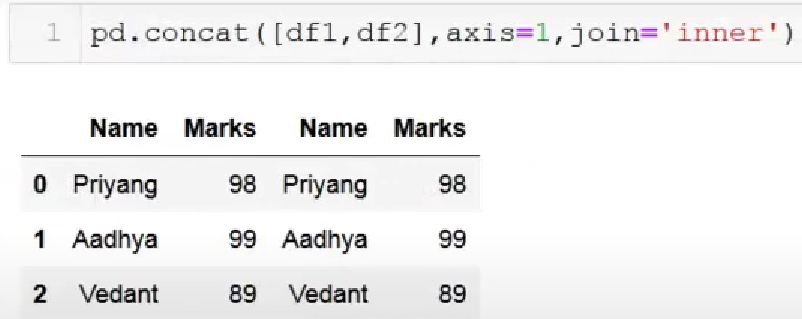 1 pd.concat([df1,df2],axis=1,join='inner')
Name Marks Name Marks
0 Priyang 98 Priyang 98
1 Aadhya 99 Aadhya 99
2 Vedant 89 Vedant 89